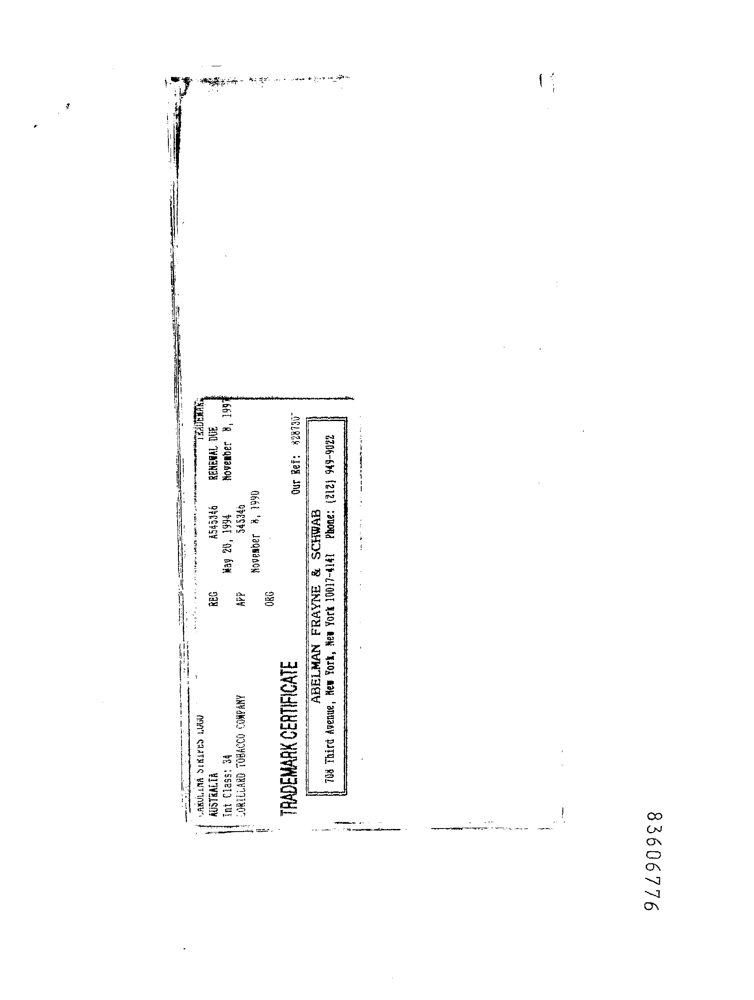 STRIPES LOGO TRADEMARK
AUSTRALIA REG A545346 RENEWAL DUE
Int Class: 34 May 20, 1994 November 8, 1997
LORILLARD TOBACCO COMPANY APP 545346
November 8, 1990
ORG
TRADEMARK CERTIFICATE Our Ref:
ABELMAN FRAYNE & SCHWAB
708 Third Avenue, New York, New York 10017-4141 Phone: (212) 949-9022
83606776